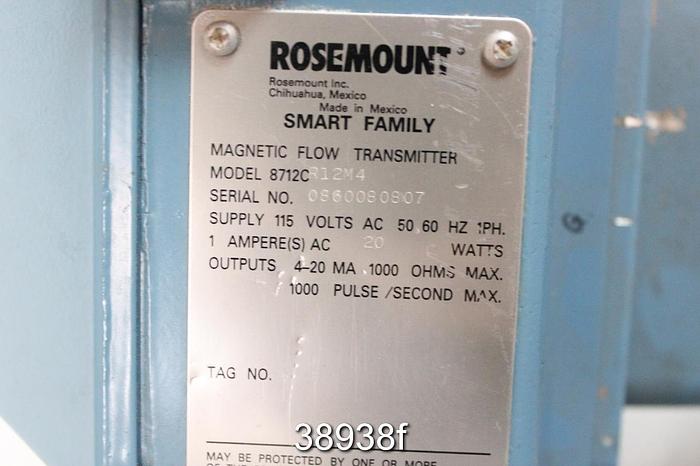 ROSEMOUNT
Rosemount Inc.
Chihuahua, Mexico
Made in Mexico
SMART FAMILY
MAGNETIC FLOW TRANSMITTER
MODEL 8712CR12M4
SERIAL NO. 0860080807
SUPPLY 115 VOLTS AC 50 60 HZ 1PH.
1 AMPERE(S) AC 20 WATTS
OUTPUTS 4-20 MA 1000 OHMS MAX.
1000 PULSE/SECOND MAX.
TAG NO.
38938f
MAY BE PROTECTED BY ONE OR MORE